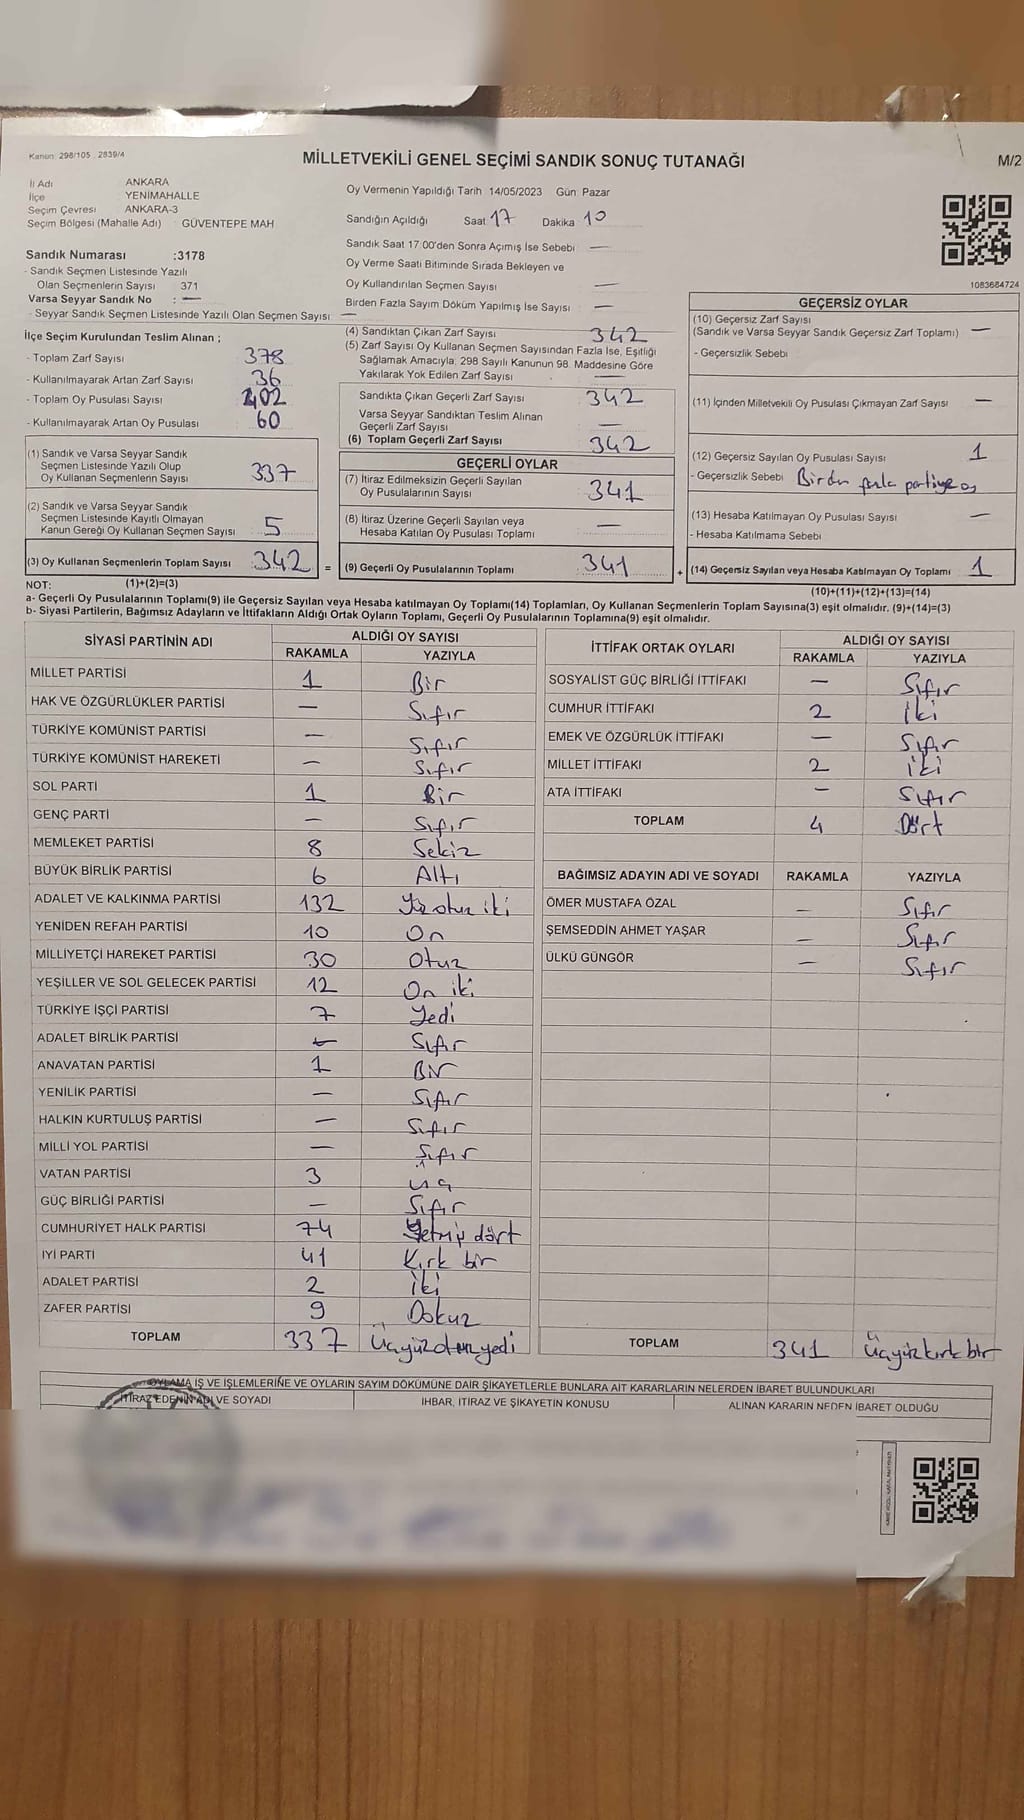 Kanun: 298/105 , 2839/4
MİLLETVEKİLİ GENEL SEÇİMİ SANDIK SONUÇ TUTANAĞI
M/2
İl Adı ANKARA
İlçe YENİMAHALLE
Seçim Çevresi ANKARA-3
Seçim Bölgesi (Mahalle Adı) GÜVENTEPE MAH
Oy Vermenin Yapıldığı Tarih 14/05/2023 Gün: Pazar
Sandığın Açıldığı Saat 17 Dakika 10
Sandık Saat 17:00'den Sonra Açımış İse Sebebi —
Oy Verme Saati Bitiminde Sırada Bekleyen ve
Oy Kullandırılan Seçmen Sayısı —
Birden Fazla Sayım Döküm Yapılmış İse Sayısı —
1083684724
Sandık Numarası :3178
- Sandık Seçmen Listesinde Yazılı
Olan Seçmenlerin Sayısı 371
Varsa Seyyar Sandık No : —
- Seyyar Sandık Seçmen Listesinde Yazılı Olan Seçmen Sayısı —
İlçe Seçim Kurulundan Teslim Alınan ;
- Toplam Zarf Sayısı 378
- Kullanılmayarak Artan Zarf Sayısı 36
- Toplam Oy Pusulası Sayısı 402
- Kullanılmayarak Artan Oy Pusulası 60
(1) Sandık ve Varsa Seyyar Sandık
Seçmen Listesinde Yazılı Olup
Oy Kullanan Seçmenlerin Sayısı 337
(2) Sandık ve Varsa Seyyar Sandık
Seçmen Listesinde Kayıtlı Olmayan
Kanun Gereği Oy Kullanan Seçmen Sayısı 5
(3) Oy Kullanan Seçmenlerin Toplam Sayısı 342 =
(4) Sandıktan Çıkan Zarf Sayısı 342
(5) Zarf Sayısı Oy Kullanan Seçmen Sayısından Fazla İse, Eşitliği
Sağlamak Amacıyla, 298 Sayılı Kanunun 98. Maddesine Göre
Yakılarak Yok Edilen Zarf Sayısı —
Sandıkta Çıkan Geçerli Zarf Sayısı 342
Varsa Seyyar Sandıktan Teslim Alınan
Geçerli Zarf Sayısı —
(6) Toplam Geçerli Zarf Sayısı 342
GEÇERLİ OYLAR
(7) İtiraz Edilmeksizin Geçerli Sayılan
Oy Pusulalarının Sayısı 341
(8) İtiraz Üzerine Geçerli Sayılan veya
Hesaba Katılan Oy Pusulası Toplamı —
(9) Geçerli Oy Pusulalarının Toplamı 341 +
GEÇERSİZ OYLAR
(10) Geçersiz Zarf Sayısı
(Sandık ve Varsa Seyyar Sandık Geçersiz Zarf Toplamı) —
- Geçersizlik Sebebi
(11) İçinden Milletvekili Oy Pusulası Çıkmayan Zarf Sayısı —
(12) Geçersiz Sayılan Oy Pusulası Sayısı 1
- Geçersizlik Sebebi Birden fazla partiye oy
(13) Hesaba Katılmayan Oy Pusulası Sayısı —
- Hesaba Katılmama Sebebi
(14) Geçersiz Sayılan veya Hesaba Katılmayan Oy Toplamı 1
NOT: (1)+(2)=(3)
(10)+(11)+(12)+(13)=(14)
a- Geçerli Oy Pusulalarının Toplamı(9) ile Geçersiz Sayılan veya Hesaba katılmayan Oy Toplamı(14) Toplamları, Oy Kullanan Seçmenlerin Toplam Sayısına(3) eşit olmalıdır. (9)+(14)=(3)
b- Siyasi Partilerin, Bağımsız Adayların ve İttifakların Aldığı Ortak Oyların Toplamı, Geçerli Oy Pusulalarının Toplamına(9) eşit olmalıdır.
SİYASİ PARTİNİN ADI ALDIĞI OY SAYISI
RAKAMLA YAZIYLA
MİLLET PARTİSİ 1 Bir
HAK VE ÖZGÜRLÜKLER PARTİSİ — Sıfır
TÜRKİYE KOMÜNİST PARTİSİ — Sıfır
TÜRKİYE KOMÜNİST HAREKETİ — Sıfır
SOL PARTİ 1 Bir
GENÇ PARTİ — Sıfır
MEMLEKET PARTİSİ 8 Sekiz
BÜYÜK BİRLİK PARTİSİ 6 Altı
ADALET VE KALKINMA PARTİSİ 132 Yüzotuz iki
YENİDEN REFAH PARTİSİ 10 On
MİLLİYETÇİ HAREKET PARTİSİ 30 Otuz
YEŞİLLER VE SOL GELECEK PARTİSİ 12 On iki
TÜRKİYE İŞÇİ PARTİSİ 7 Yedi
ADALET BİRLİK PARTİSİ — Sıfır
ANAVATAN PARTİSİ 1 Bir
YENİLİK PARTİSİ — Sıfır
HALKIN KURTULUŞ PARTİSİ — Sıfır
MİLLİ YOL PARTİSİ — Sıfır
VATAN PARTİSİ 3 üç
GÜÇ BİRLİĞİ PARTİSİ — Sıfır
CUMHURİYET HALK PARTİSİ 74 Yetmiş dört
İYİ PARTİ 41 Kırk bir
ADALET PARTİSİ 2 İki
ZAFER PARTİSİ 9 Dokuz
TOPLAM 337 Üçyüzotuzyedi
İTTİFAK ORTAK OYLARI ALDIĞI OY SAYISI
RAKAMLA YAZIYLA
SOSYALİST GÜÇ BİRLİĞİ İTTİFAKI — Sıfır
CUMHUR İTTİFAKI 2 İki
EMEK VE ÖZGÜRLÜK İTTİFAKI — Sıfır
MİLLET İTTİFAKI 2 İki
ATA İTTİFAKI — Sıfır
TOPLAM 4 Dört
BAĞIMSIZ ADAYIN ADI VE SOYADI RAKAMLA YAZIYLA
ÖMER MUSTAFA ÖZAL — Sıfır
ŞEMSEDDİN AHMET YAŞAR — Sıfır
ÜLKÜ GÜNGÖR — Sıfır
TOPLAM 341 Üçyüzkırkbir
OYLAMA İŞ VE İŞLEMLERİNE VE OYLARIN SAYIM DÖKÜMÜNE DAİR ŞİKAYETLERLE BUNLARA AİT KARARLARIN NELERDEN İBARET BULUNDUKLARI
İTİRAZ EDENİN ADI VE SOYADI İHBAR, İTİRAZ VE ŞİKAYETİN KONUSU ALINAN KARARIN NEDEN İBARET OLDUĞU